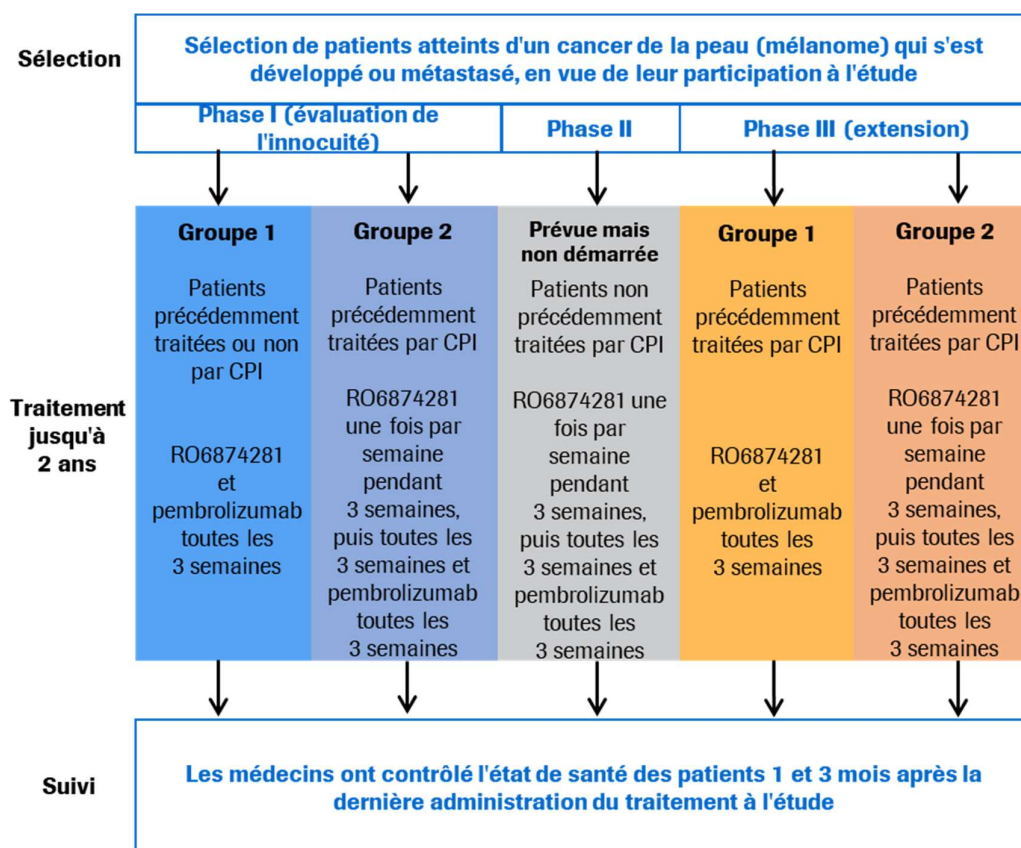 Sélection
Sélection de patients atteints d'un cancer de la peau (mélanome) qui s'est
développé ou métastasé, en vue de leur participation à l'étude
Phase I (évaluation de
l'innocuité)
Phase II
Phase III (extension)
Traitement
jusqu'à
2 ans
Groupe 1
Patients
précédemment
traitées ou non
par CPI
RO6874281
et
pembrolizumab
toutes les
3 semaines
Groupe 2
Patients
précédemment
traitées par CPI
RO6874281
une fois par
semaine
pendant
3 semaines,
puis toutes les
3 semaines et
pembrolizumab
toutes les
3 semaines
Prévue mais
non démarrée
Patients non
précédemment
traitées par CPI
RO6874281 une
fois par
semaine
pendant
3 semaines,
puis toutes les
3 semaines et
pembrolizumab
toutes les
3 semaines
Groupe 1
Patients
précédemment
traitées par CPI
RO6874281
et
pembrolizumab
toutes les
3 semaines
Groupe 2
Patients
précédemment
traitées par CPI
RO6874281
une fois par
semaine
pendant
3 semaines,
puis toutes les
3 semaines et
pembrolizumab
toutes les
3 semaines
Suivi
Les médecins ont contrôlé l'état de santé des patients 1 et 3 mois après la
dernière administration du traitement à l'étude